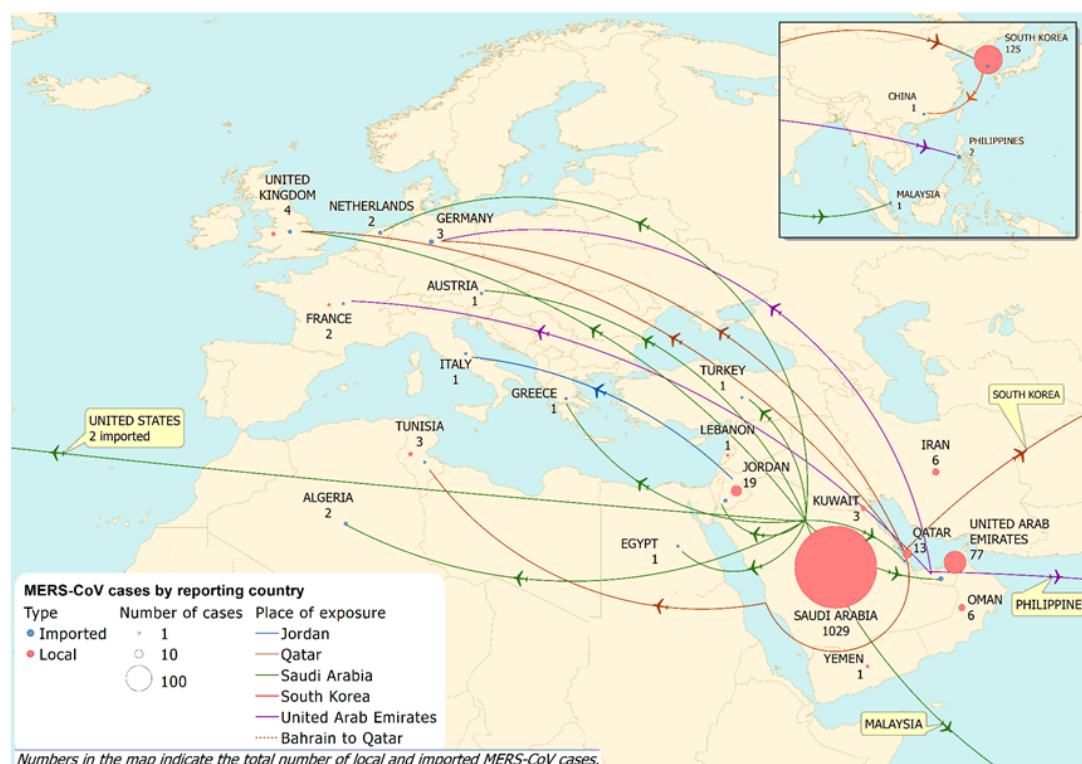 SOUTH KOREA
125
CHINA
1
PHILIPPINES
2
MALAYSIA
1
UNITED
KINGDOM
4
NETHERLANDS
2
GERMANY
3
AUSTRIA
1
FRANCE
2
ITALY
1
GREECE
1
TURKEY
1
SOUTH KOREA
UNITED STATES
2 imported
TUNISIA
3
LEBANON
1
JORDAN
19
IRAN
6
ALGERIA
2
KUWAIT
3
QATAR
13
UNITED ARAB
EMIRATES
77
EGYPT
1
SAUDI ARABIA
1029
OMAN
6
PHILIPPINE
YEMEN
1
MALAYSIA
MERS-CoV cases by reporting country
Type
Imported
Local
Number of cases
1
10
100
Place of exposure
Jordan
Qatar
Saudi Arabia
South Korea
United Arab Emirates
Bahrain to Qatar
Numbers in the map indicate the total number of local and imported MERS-CoV cases.